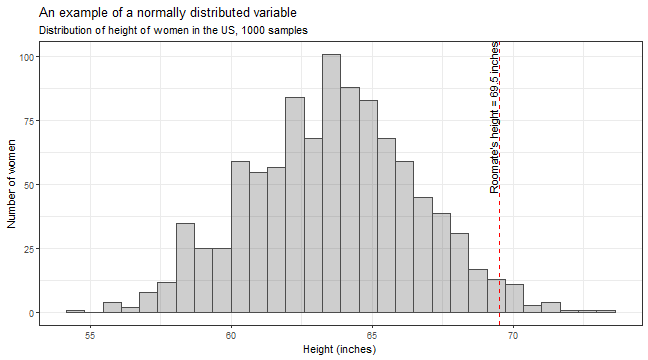 An example of a normally distributed variable
Distribution of height of women in the US, 1000 samples
Number of women
100
75
50
25
0
Roomate's height = 69.5 inches
55
60
65
70
Height (inches)